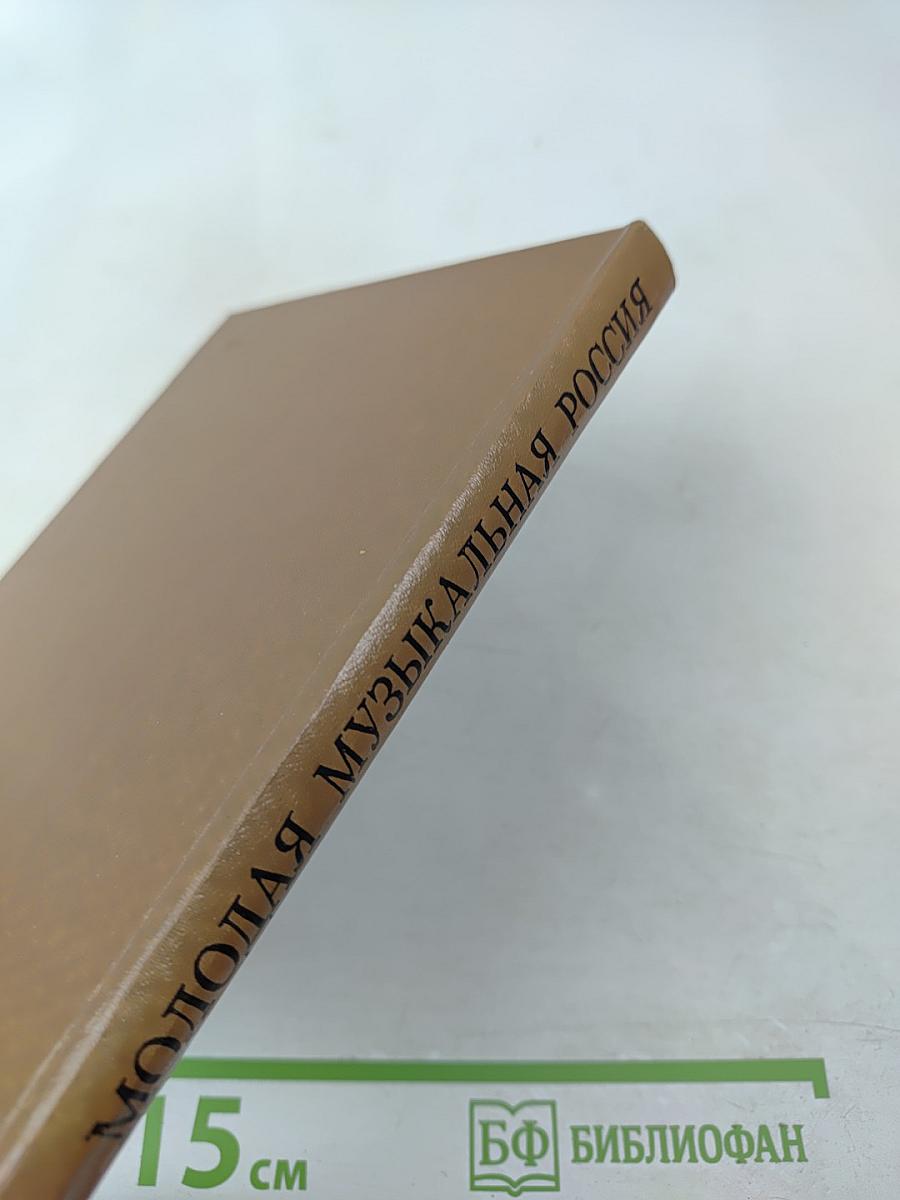 МОЛОДАЯ МУЗЫКАЛЬНАЯ РОССИЯ
15 см
БФ БИБЛИОФАН